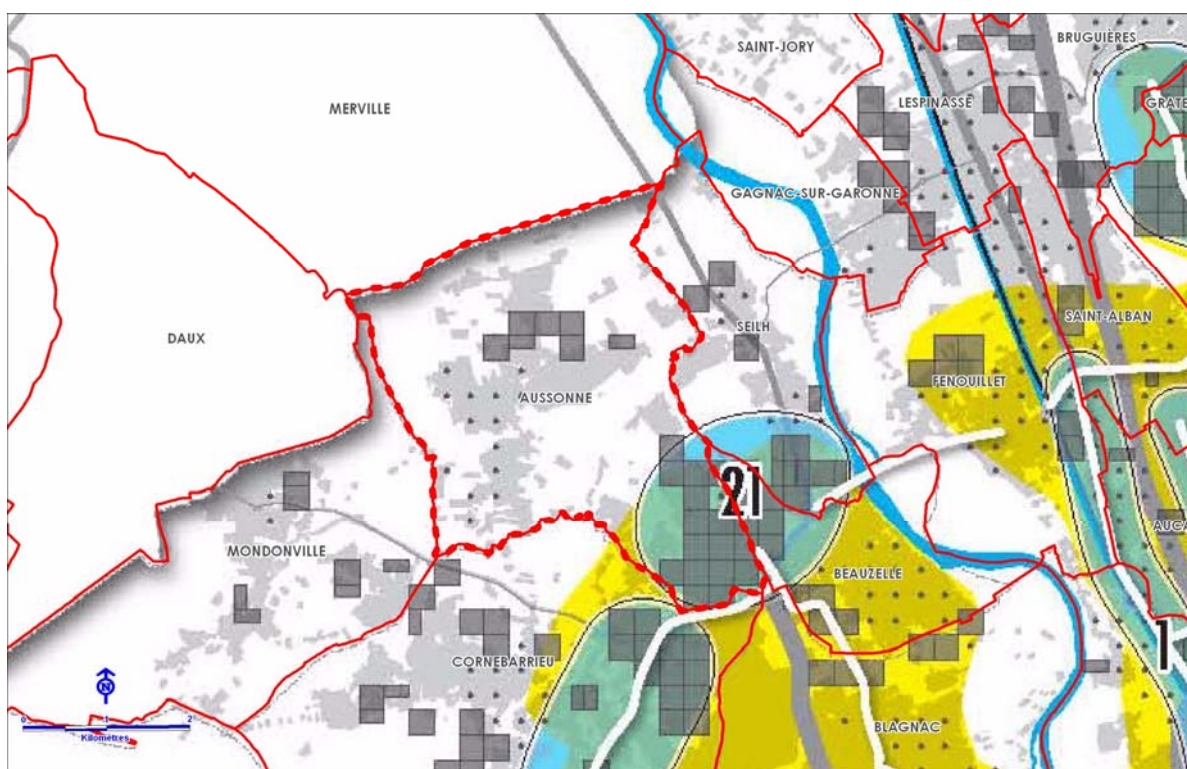 BRUGUIÈRES
SAINT-JORY
MERVILLE
LESPINASSE
GRATE
GAGNAC-SUR-GARONNE
SAINT-ALBAN
SEILH
DAUX
FENOUILLET
AUSSONNE
21
AUCA
MONDONVILLE
BEAUZELLE
1
CORNEBARRIEU
N
BLAGNAC
0 1 2
Kilomètres